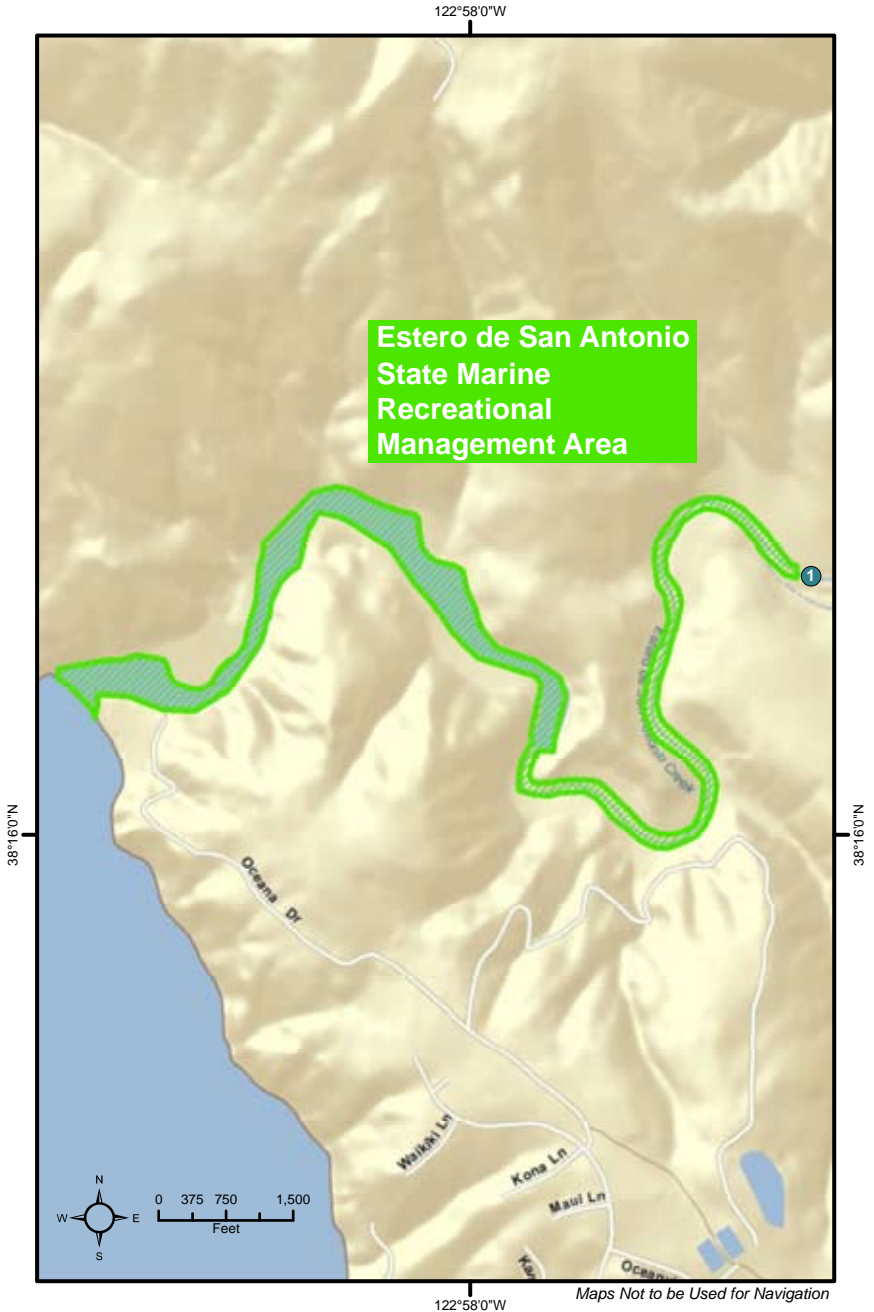 122°58'0"W
Estero de San Antonio
State Marine
Recreational
Management Area
1
38°16'0"N
38°16'0"N
Oceana Dr
Waikiki Ln
Kona Ln
Maui Ln
N
W
E
S
0 375 750 1,500
Feet
122°58'0"W
Maps Not to be Used for Navigation